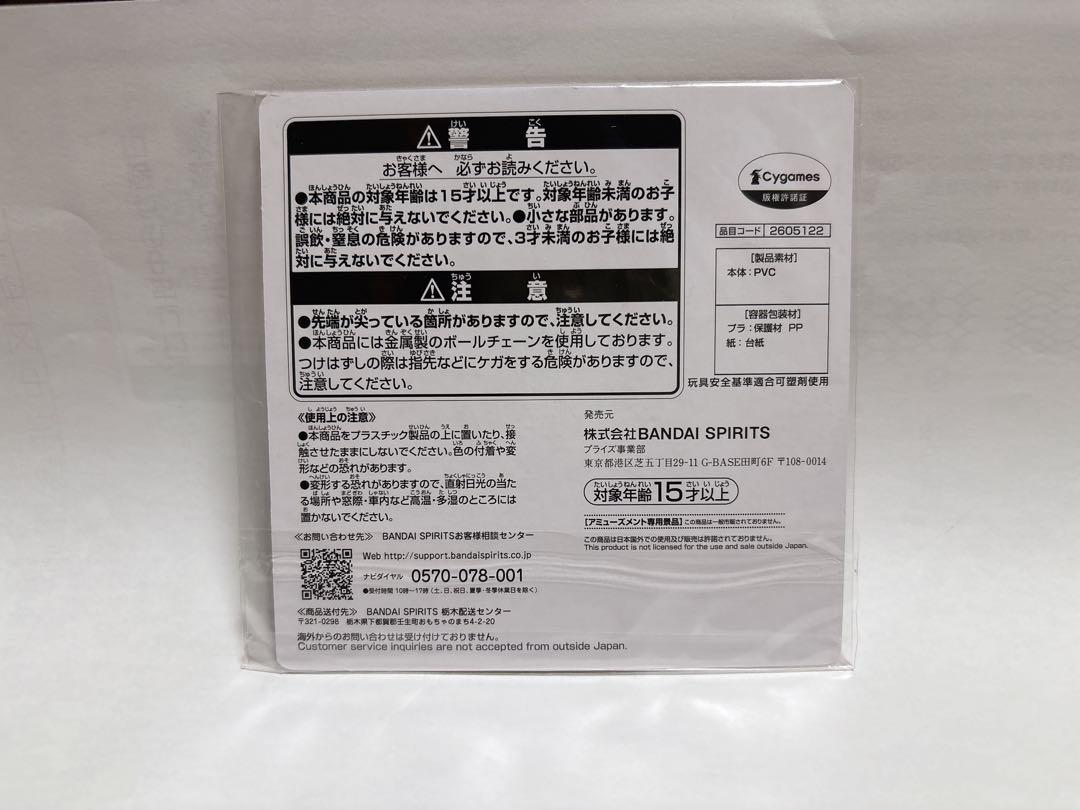 ⚠警告
お客様へ 必ずお読みください。
●本商品の対象年齢は15才以上です。対象年齢未満のお子
様には絶対に与えないでください。●小さな部品があります。
誤飲・窒息の危険がありますので、3才未満のお子様には絶
対に与えないでください。
⚠注意
●先端が尖っている箇所がありますので、注意してください。
●本商品には金属製のボールチェーンを使用しております。
つけはずしの際は指先などにケガをする危険がありますので、
注意してください。
Cygames
版権許諾証
品目コード 2605122
[製品素材]
本体:PVC
[容器包装材]
プラ:保護材 PP
紙:台紙
玩具安全基準適合可塑剤使用
《使用上の注意》
●本商品をプラスチック製品の上に置いたり、接
触させたままにしないでください。色の付着や変
形などの恐れがあります。
●変形する恐れがありますので、直射日光の当た
る場所や窓際・車内など高温・多湿のところには
置かないでください。
《お問い合わせ先》 BANDAI SPIRITSお客様相談センター
Web http://support.bandaispirits.co.jp
ナビダイヤル 0570-078-001
●受付時間 10時~17時(土、日、祝日、夏季・冬季休業日を除く)
《商品送付先》 BANDAI SPIRITS 栃木配送センター
〒321-0298 栃木県下都賀郡壬生町おもちゃのまち4-2-20
海外からのお問い合わせは受け付けておりません。
Customer service inquiries are not accepted from outside Japan.
発売元
株式会社BANDAI SPIRITS
プライズ事業部
東京都港区芝五丁目29-11 G-BASE田町6F 〒108-0014
対象年齢15才以上
[アミューズメント専用景品] この商品は一般市販されておりません。
この商品は日本国外での使用及び販売は許諾されておりません。
This product is not licensed for the use and sale outside Japan.